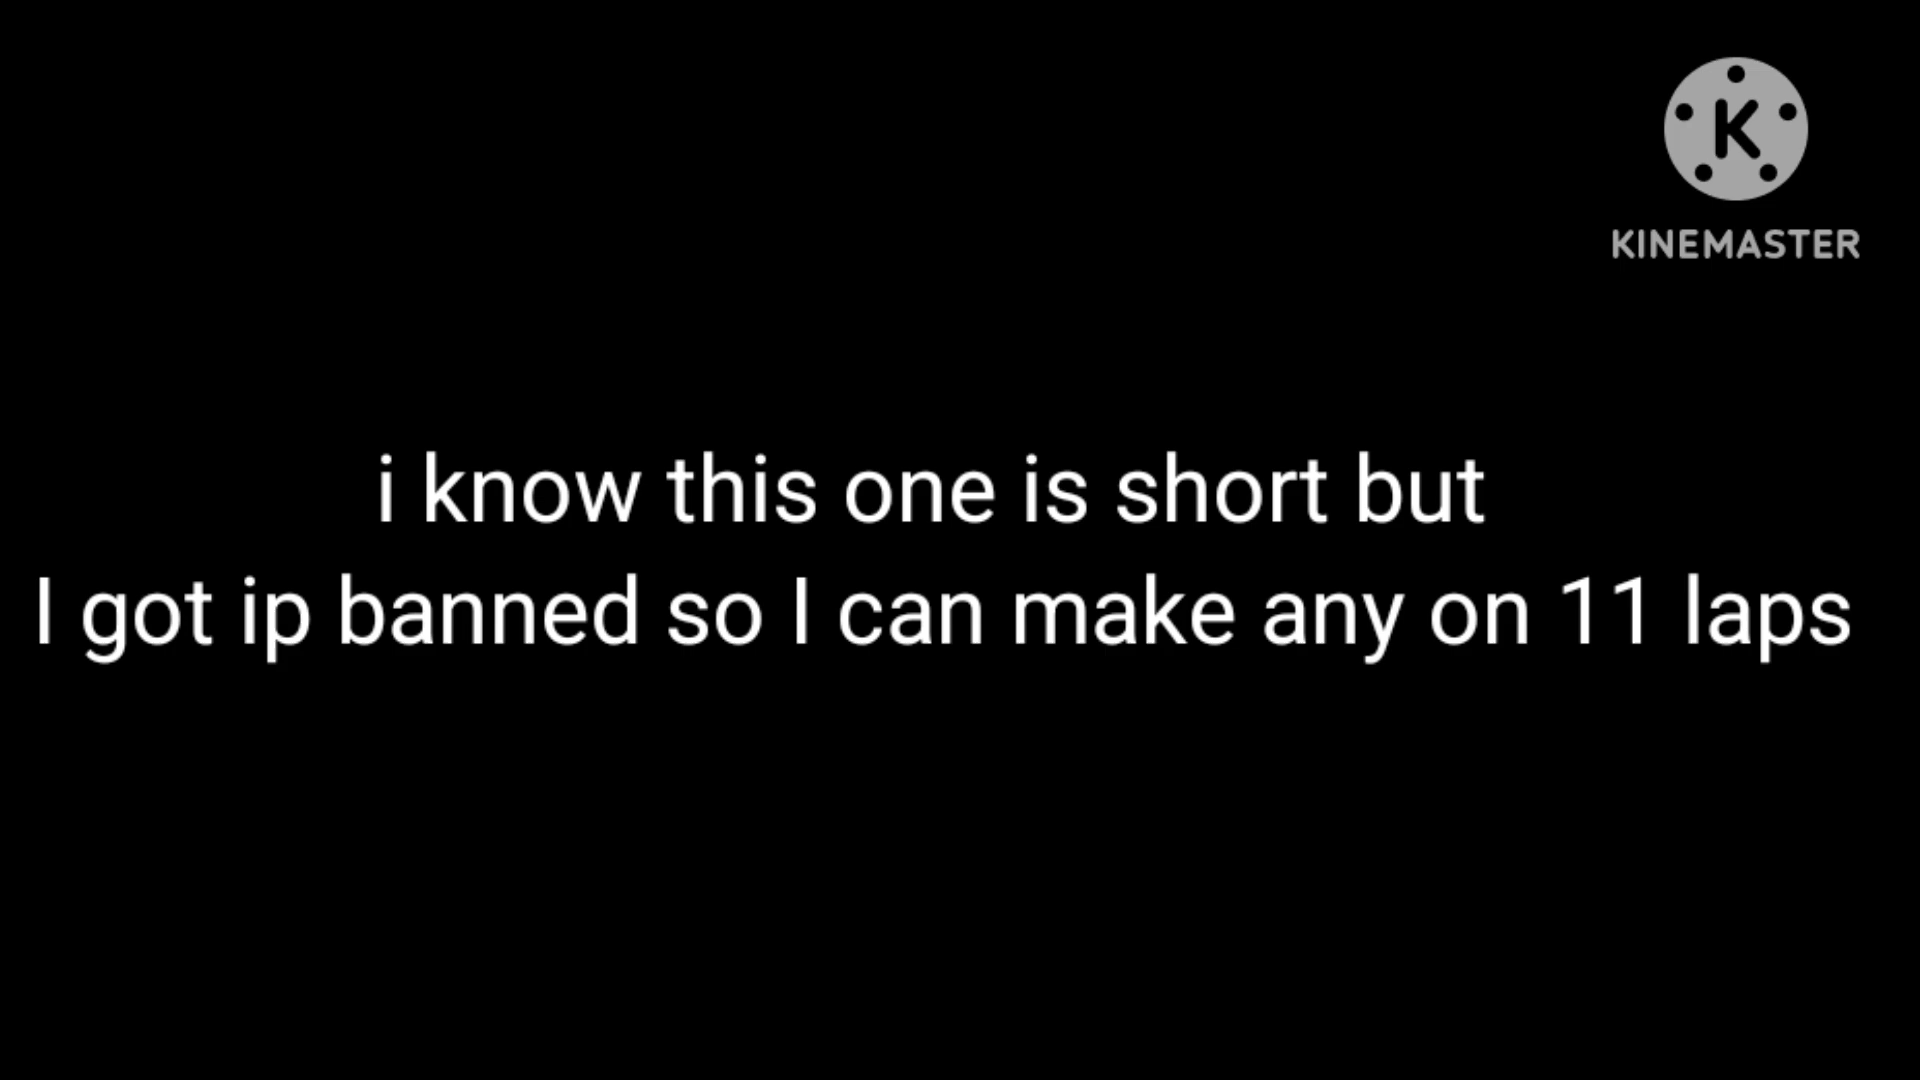 K
KINEMASTER
i know this one is short but
I got ip banned so I can make any on 11 laps